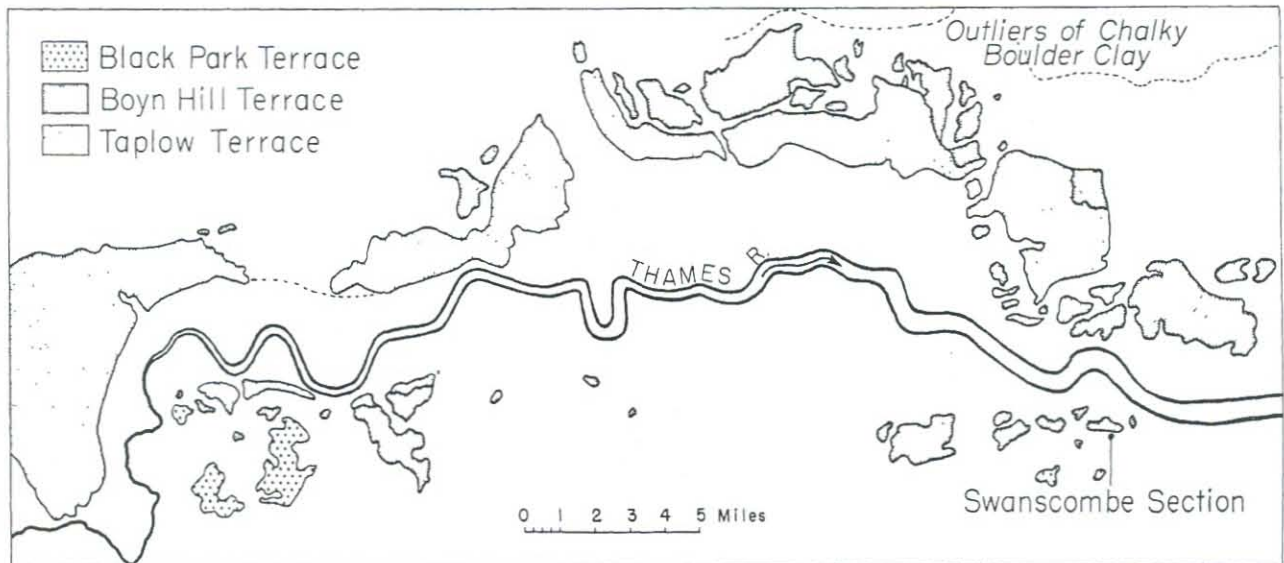 Black Park Terrace
Boyn Hill Terrace
Taplow Terrace
Outliers of Chalky
Boulder Clay
THAMES R.
0 1 2 3 4 5 Miles
Swanscombe Section